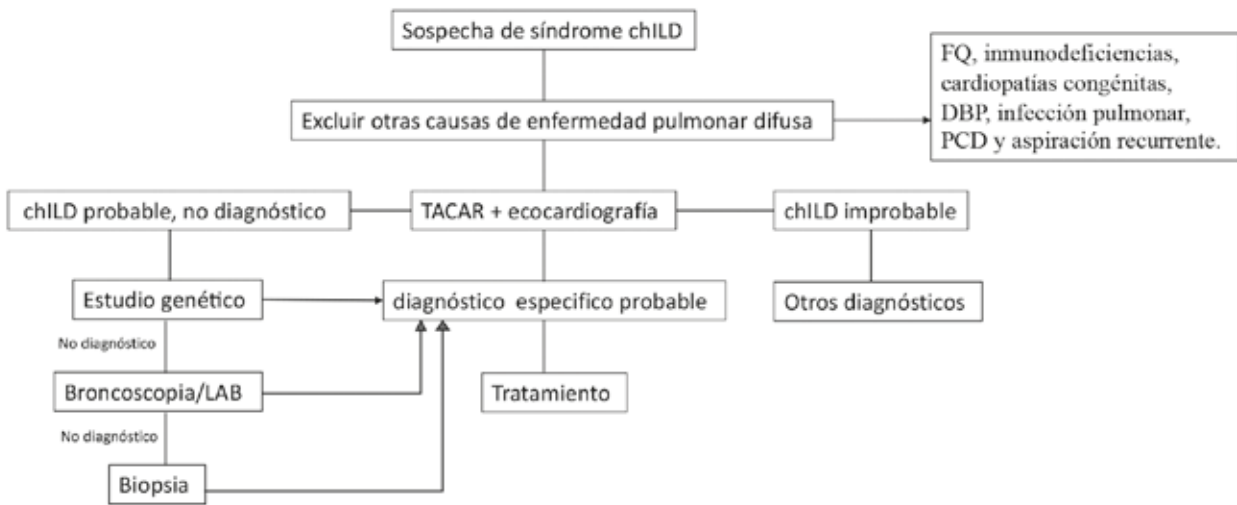 Sospecha de síndrome chILD
FQ, inmunodeficiencias,
cardiopatías congénitas,
DBP, infección pulmonar,
PCD y aspiración recurrente.
Excluir otras causas de enfermedad pulmonar difusa
chILD probable, no diagnóstico
TACAR + ecocardiografía
chILD improbable
Estudio genético
diagnóstico especifico probable
Otros diagnósticos
No diagnóstico
Broncoscopia/LAB
Tratamiento
No diagnóstico
Biopsia